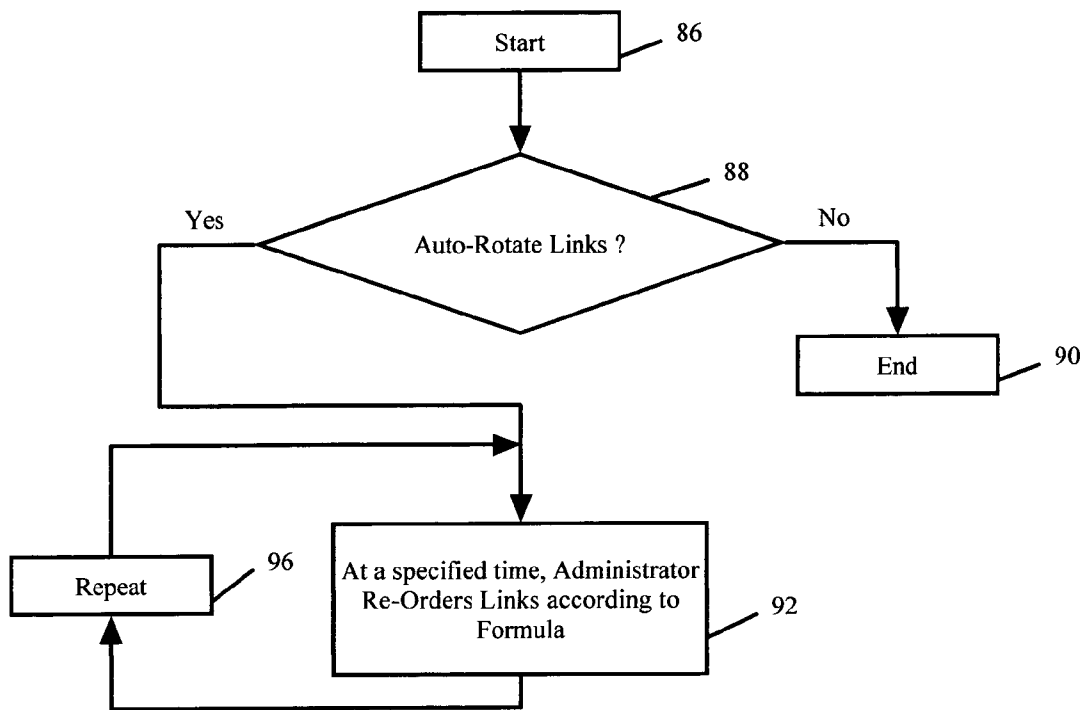 Start
86
88
Yes
No
Auto-Rotate Links ?
End
90
At a specified time, Administrator
Re-Orders Links according to
Formula
92
Repeat
96